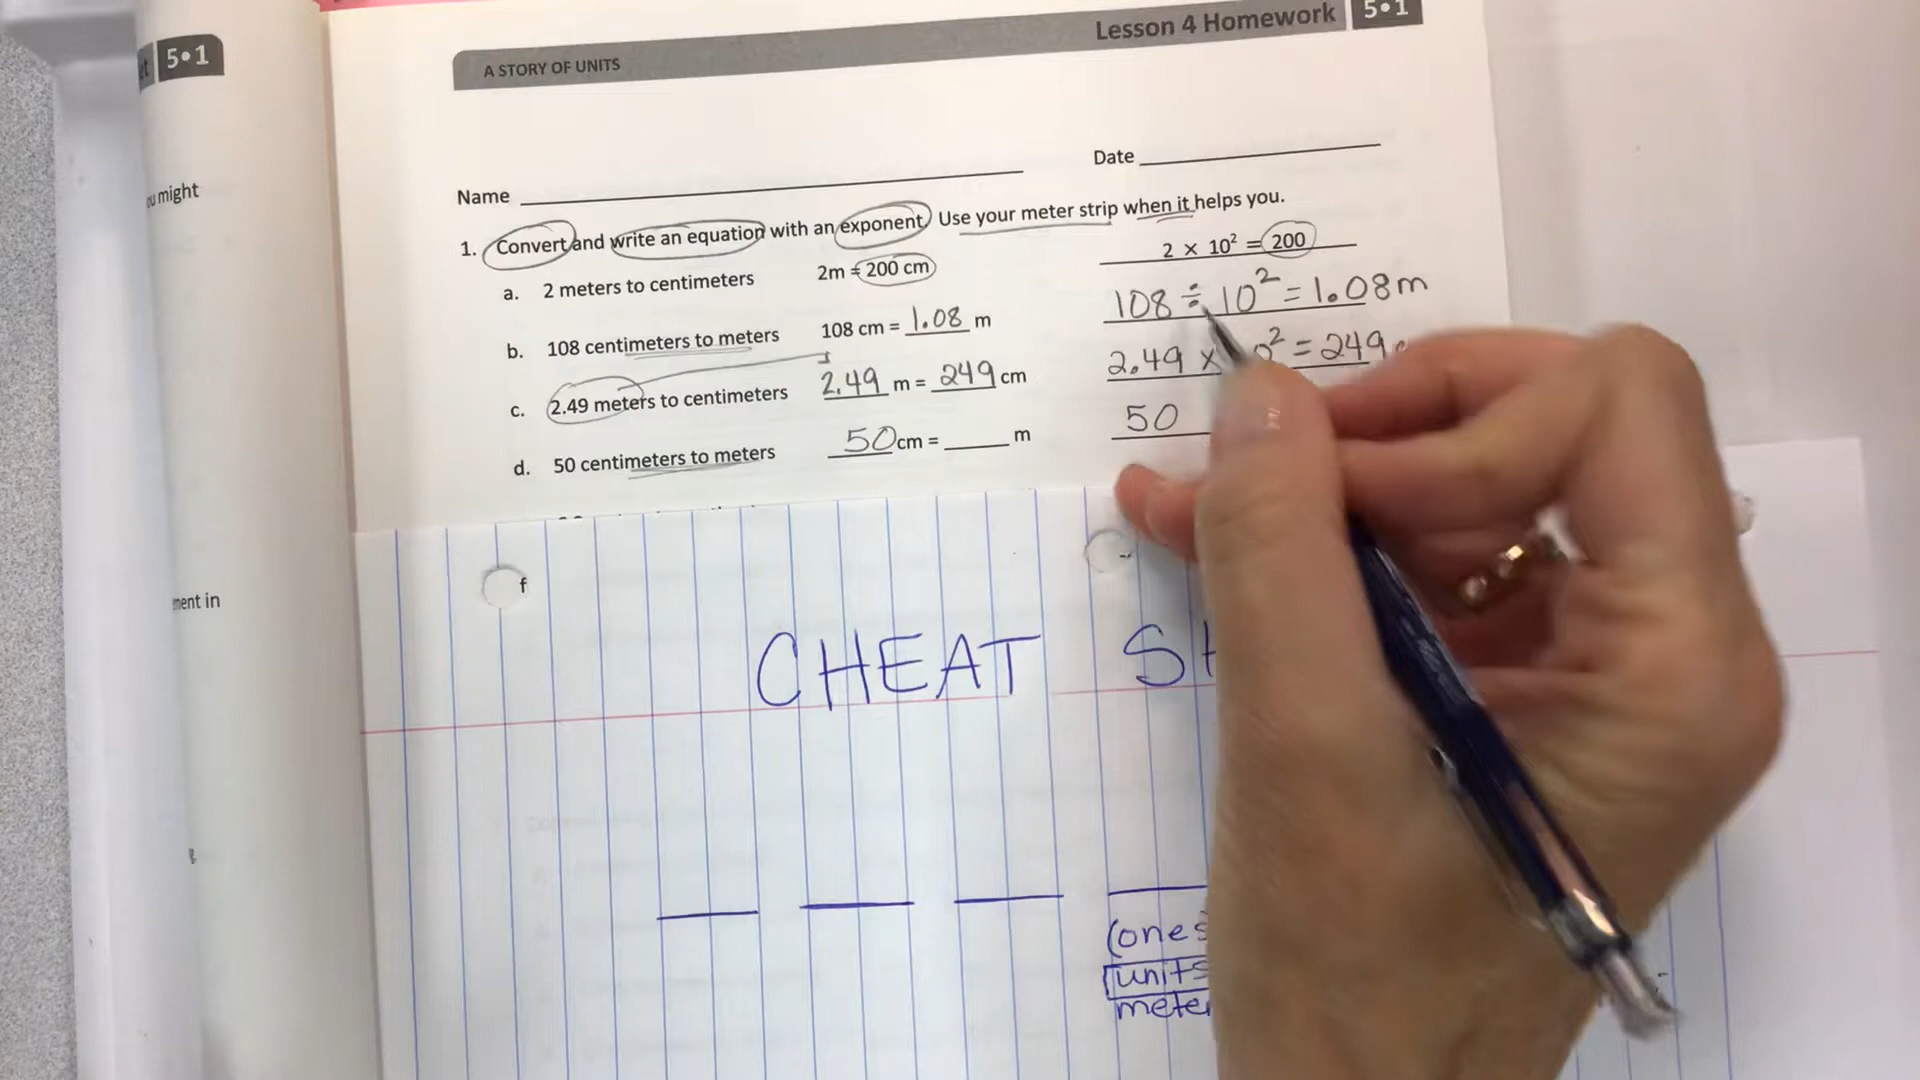 5•1
Lesson 4 Homework 5•1
A STORY OF UNITS
might
Name
Date
1. Convert and write an equation with an exponent. Use your meter strip when it helps you.
a. 2 meters to centimeters 2m = 200 cm 2 × 10² = 200
b. 108 centimeters to meters 108 cm = 1.08 m 108 ÷ 10² = 1.08 m
c. 2.49 meters to centimeters 2.49 m = 249 cm 2.49 × 0² = 249
d. 50 centimeters to meters 50 cm = ______ m 50
f
ment in
CHEAT SH
(ones
units
meter